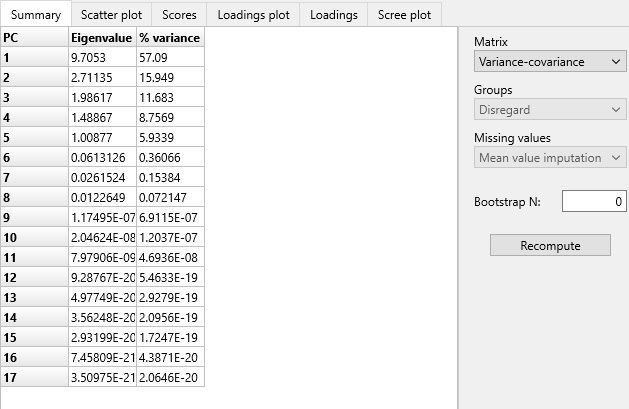 Summary Scatter plot Scores Loadings plot Loadings Scree plot
PC Eigenvalue % variance
1 9.7053 57.09
2 2.71135 15.949
3 1.98617 11.683
4 1.48867 8.7569
5 1.00877 5.9339
6 0.0613126 0.36066
7 0.0261524 0.15384
8 0.0122649 0.072147
9 1.17495E-07 6.9115E-07
10 2.04624E-08 1.2037E-07
11 7.97906E-09 4.6936E-08
12 9.28767E-20 5.4633E-19
13 4.97749E-20 2.9279E-19
14 3.56248E-20 2.0956E-19
15 2.93199E-20 1.7247E-19
16 7.45809E-21 4.3871E-20
17 3.50975E-21 2.0646E-20
Matrix
Variance-covariance
Groups
Disregard
Missing values
Mean value imputation
Bootstrap N: 0
Recompute